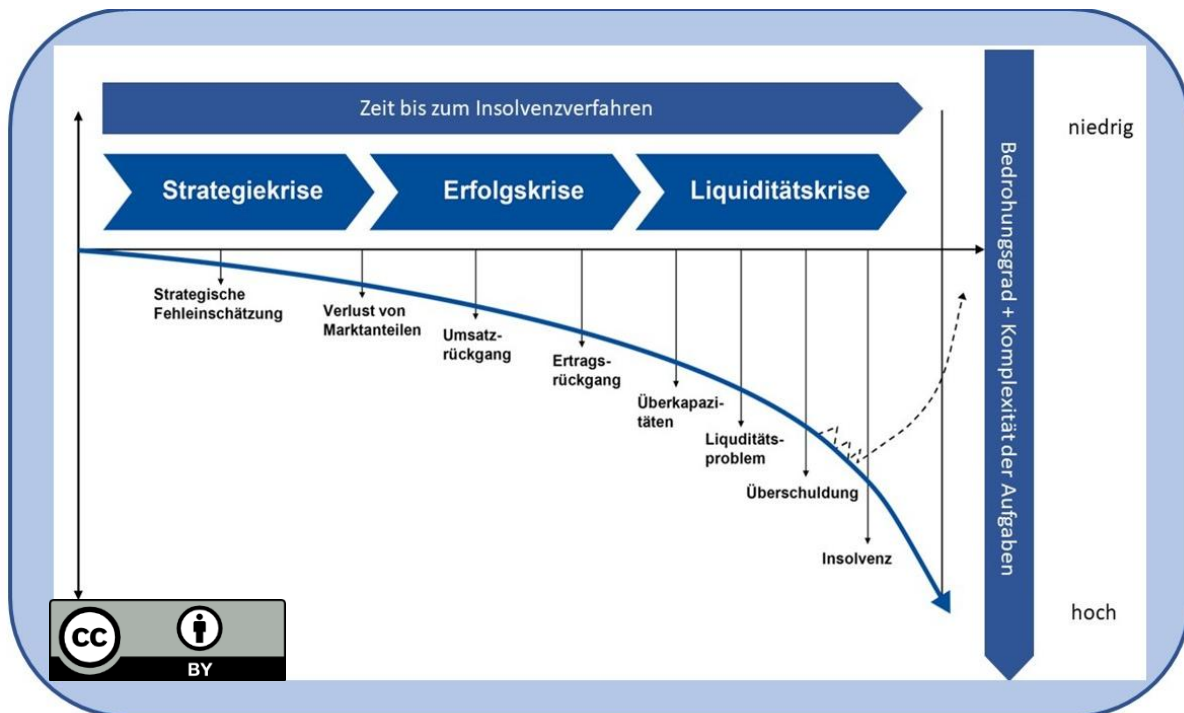 Zeit bis zum Insolvenzverfahren
niedrig
Strategiekrise
Erfolgskrise
Liquiditätskrise
Bedrohungsgrad + Komplexität der Aufgaben
Strategische
Fehleinschätzung
Verlust von
Marktanteilen
Umsatz-
rückgang
Ertrags-
rückgang
Überkapazi-
täten
Liquditäts-
problem
Überschuldung
Insolvenz
hoch
CC
BY